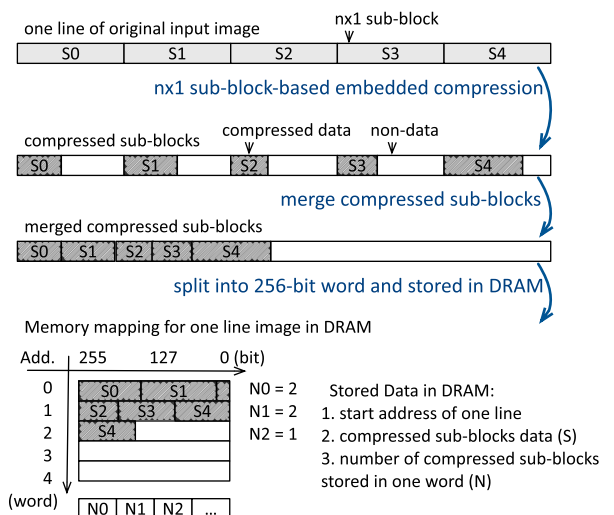 one line of original input image
nx1 sub-block
S0 S1 S2 S3 S4
nx1 sub-block-based embedded compression
compressed sub-blocks
compressed data
non-data
S0 S1 S2 S3 S4
merge compressed sub-blocks
merged compressed sub-blocks
S0 S1 S2 S3 S4
split into 256-bit word and stored in DRAM
Memory mapping for one line image in DRAM
Add. 255 127 0 (bit)
0 S0 S1 N0 = 2
1 S2 S3 S4 N1 = 2
2 S4 N2 = 1
3
4
(word)
N0 N1 N2 ...
Stored Data in DRAM:
1. start address of one line
2. compressed sub-blocks data (S)
3. number of compressed sub-blocks
stored in one word (N)